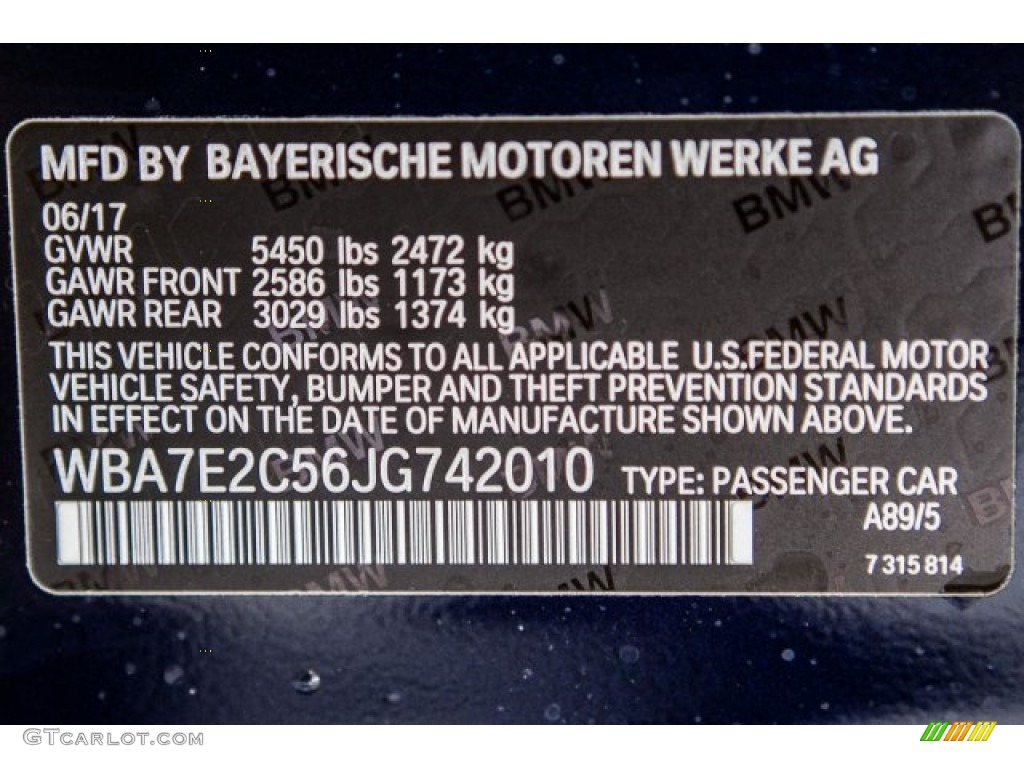 MFD BY BAYERISCHE MOTOREN WERKE AG
06/17
GVWR 5450 lbs 2472 kg
GAWR FRONT 2586 lbs 1173 kg
GAWR REAR 3029 lbs 1374 kg
THIS VEHICLE CONFORMS TO ALL APPLICABLE U.S.FEDERAL MOTOR
VEHICLE SAFETY, BUMPER AND THEFT PREVENTION STANDARDS
IN EFFECT ON THE DATE OF MANUFACTURE SHOWN ABOVE.
WBA7E2C56JG742010 TYPE: PASSENGER CAR
A89/5
7 315 814
GTCarLot.com